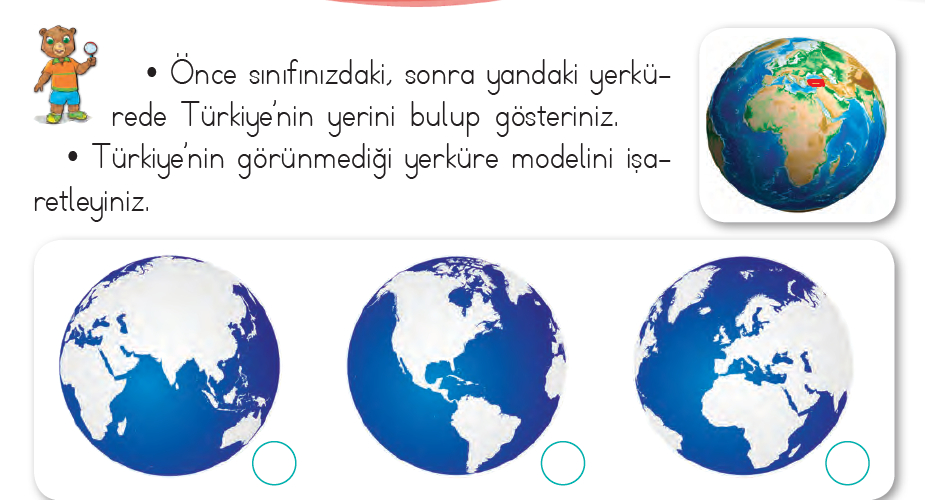 • Önce sınıfınızdaki, sonra yandaki yerkü-
rede Türkiye'nin yerini bulup gösteriniz.
• Türkiye'nin görünmediği yerküre modelini işa-
retleyiniz.